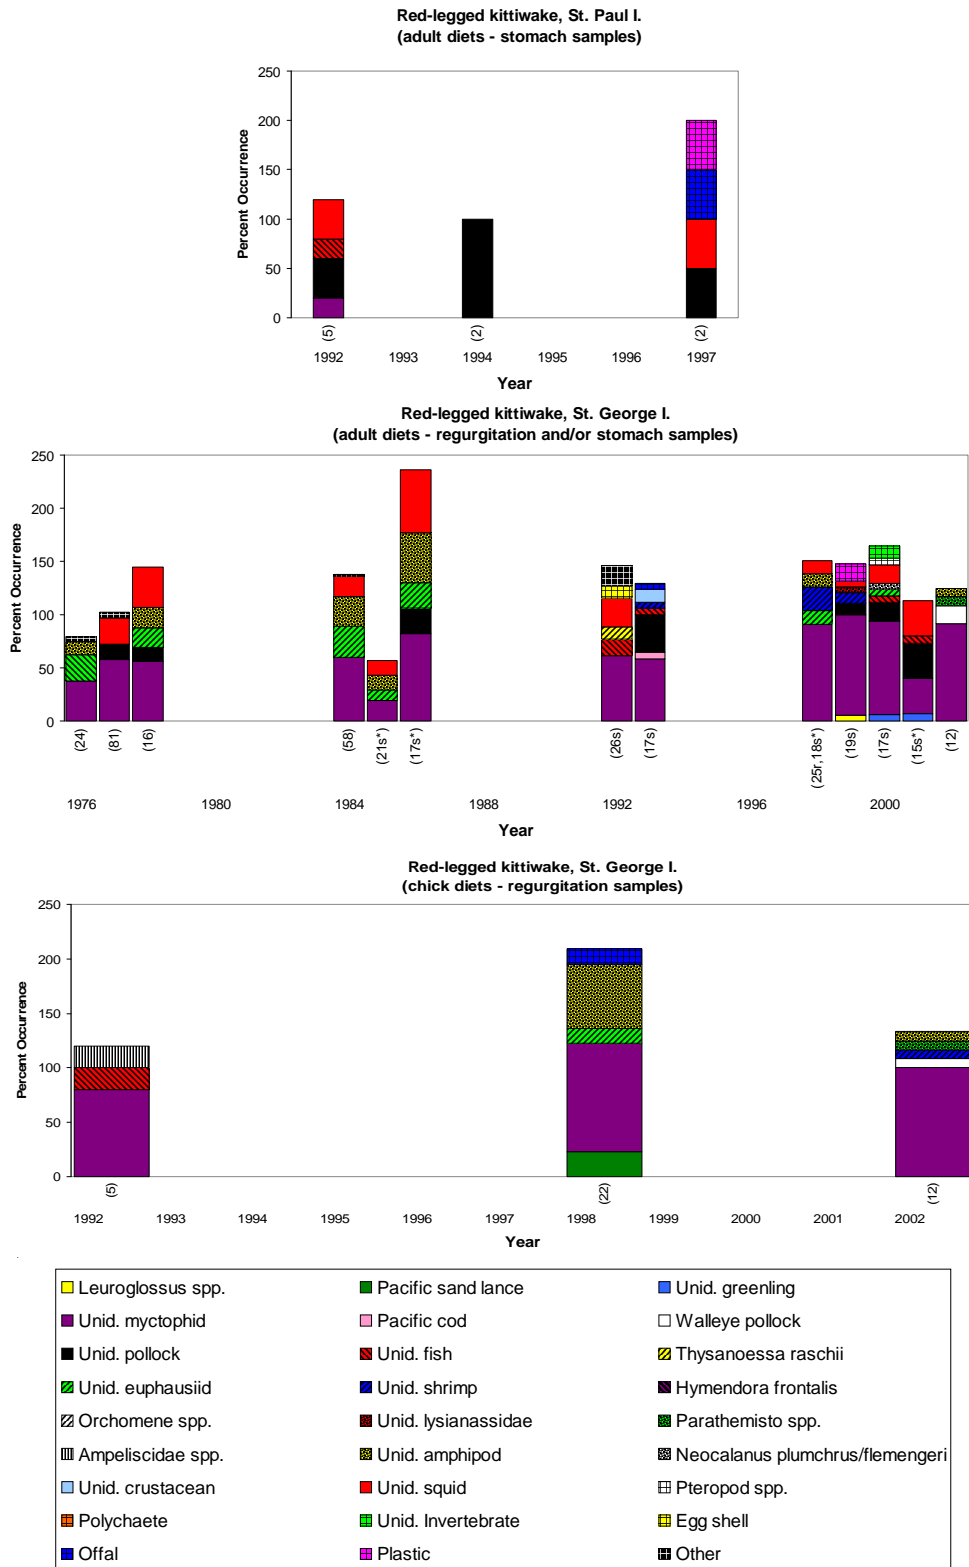 Red-legged kittiwake, St. Paul I.
(adult diets - stomach samples)
Percent Occurrence
250
200
150
100
50
0
(5) (2) (2)
1992 1993 1994 1995 1996 1997
Year
Red-legged kittiwake, St. George I.
(adult diets - regurgitation and/or stomach samples)
Percent Occurrence
250
200
150
100
50
0
(24) (81) (16) (58) (21s*) (17s*) (26s) (17s) (25r,18s*) (19s) (17s) (15s*) (12)
1976 1980 1984 1988 1992 1996 2000
Year
Red-legged kittiwake, St. George I.
(chick diets - regurgitation samples)
Percent Occurrence
250
200
150
100
50
0
(5) (22) (12)
1992 1993 1994 1995 1996 1997 1998 1999 2000 2001 2002
Year
Leuroglossus spp. Pacific sand lance Unid. greenling
Unid. myctophid Pacific cod Walleye pollock
Unid. pollock Unid. fish Thysanoessa raschii
Unid. euphausiid Unid. shrimp Hymendora frontalis
Orchomene spp. Unid. lysianassidae Parathemisto spp.
Ampeliscidae spp. Unid. amphipod Neocalanus plumchrus/flemengeri
Unid. crustacean Unid. squid Pteropod spp.
Polychaete Unid. Invertebrate Egg shell
Offal Plastic Other